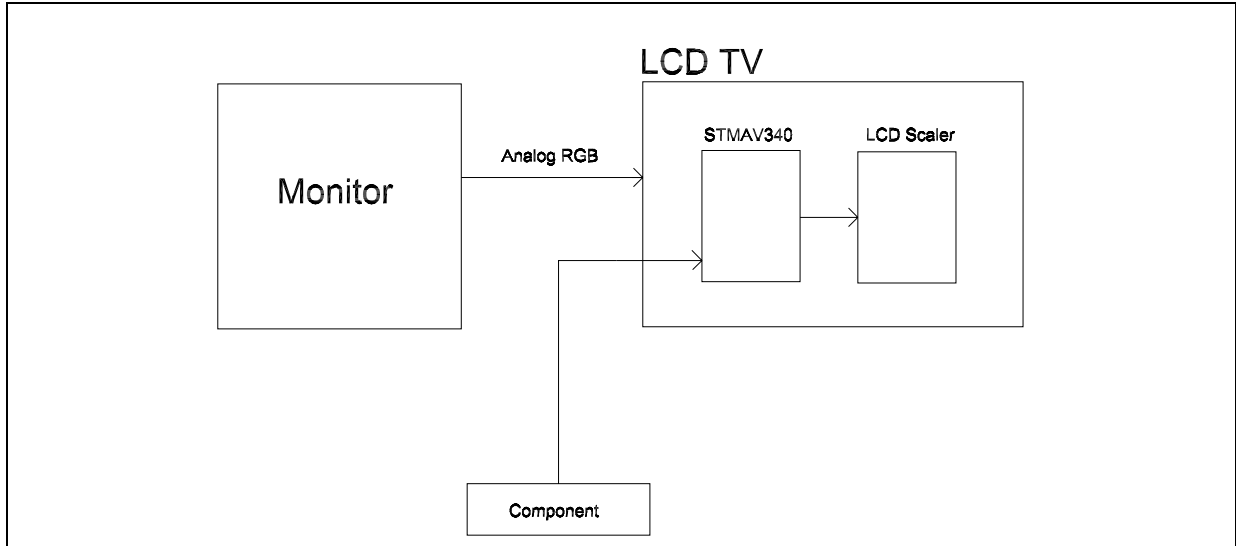 LCD TV
STMAV340
LCD Scaler
Analog RGB
Monitor
Component